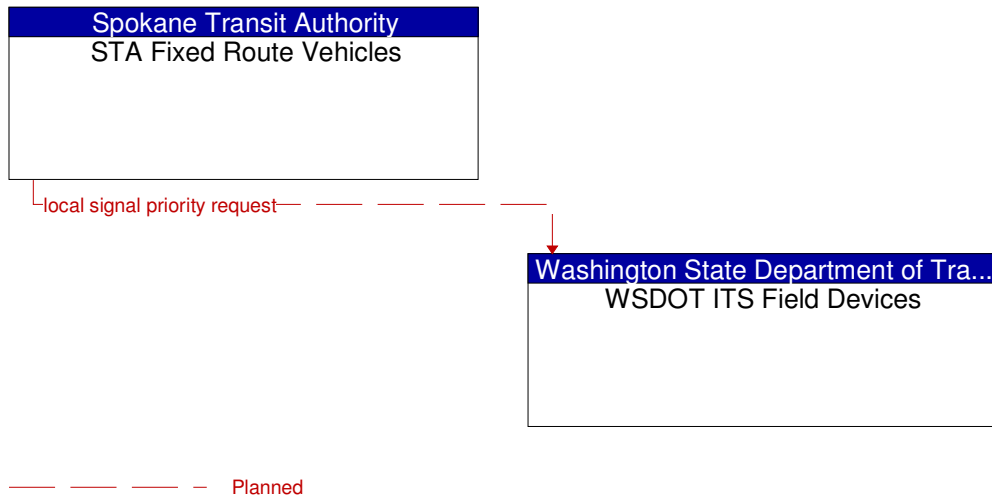 Spokane Transit Authority
STA Fixed Route Vehicles
local signal priority request
Washington State Department of Tra...
WSDOT ITS Field Devices
Planned